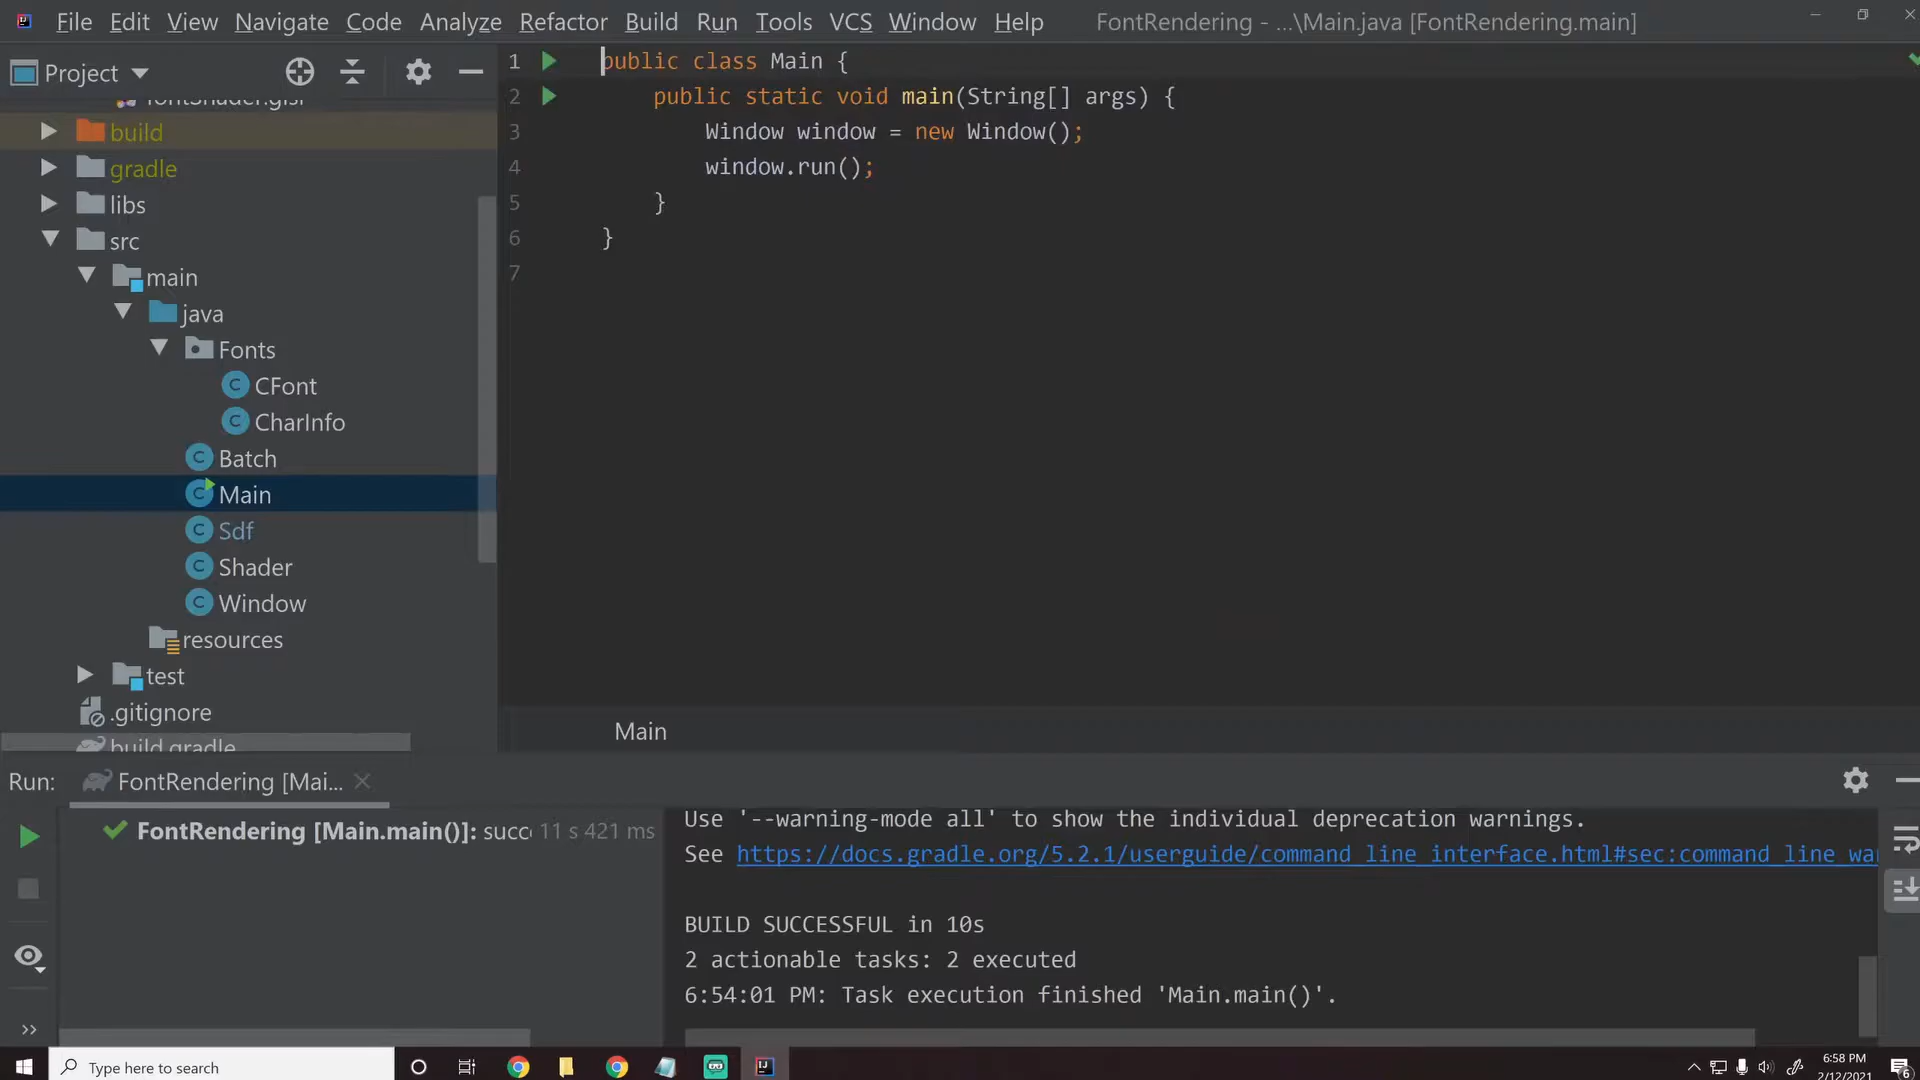 File Edit View Navigate Code Analyze Refactor Build Run Tools VCS Window Help FontRendering - ...\Main.java [FontRendering.main]
Project
fontShader.glsl
build
gradle
libs
src
main
java
Fonts
CFont
CharInfo
Batch
Main
Sdf
Shader
Window
resources
test
.gitignore
build.gradle
1 public class Main {
2 public static void main(String[] args) {
3 Window window = new Window();
4 window.run();
5 }
6 }
7
Main
Run: FontRendering [Mai...
FontRendering [Main.main()]: succ 11 s 421 ms
Use '--warning-mode all' to show the individual deprecation warnings.
See https://docs.gradle.org/5.2.1/userguide/command_line_interface.html#sec:command_line_wa
BUILD SUCCESSFUL in 10s
2 actionable tasks: 2 executed
6:54:01 PM: Task execution finished 'Main.main()'.
Type here to search
6:58 PM
2/12/2021
6